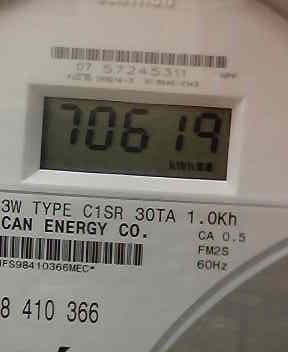 07 57245311
70619
kWh
3W TYPE C1SR 30TA 1.0Kh
CAN ENERGY CO.
CA 0.5
FM2S
IFS98410366MEC*
60Hz
8 410 366